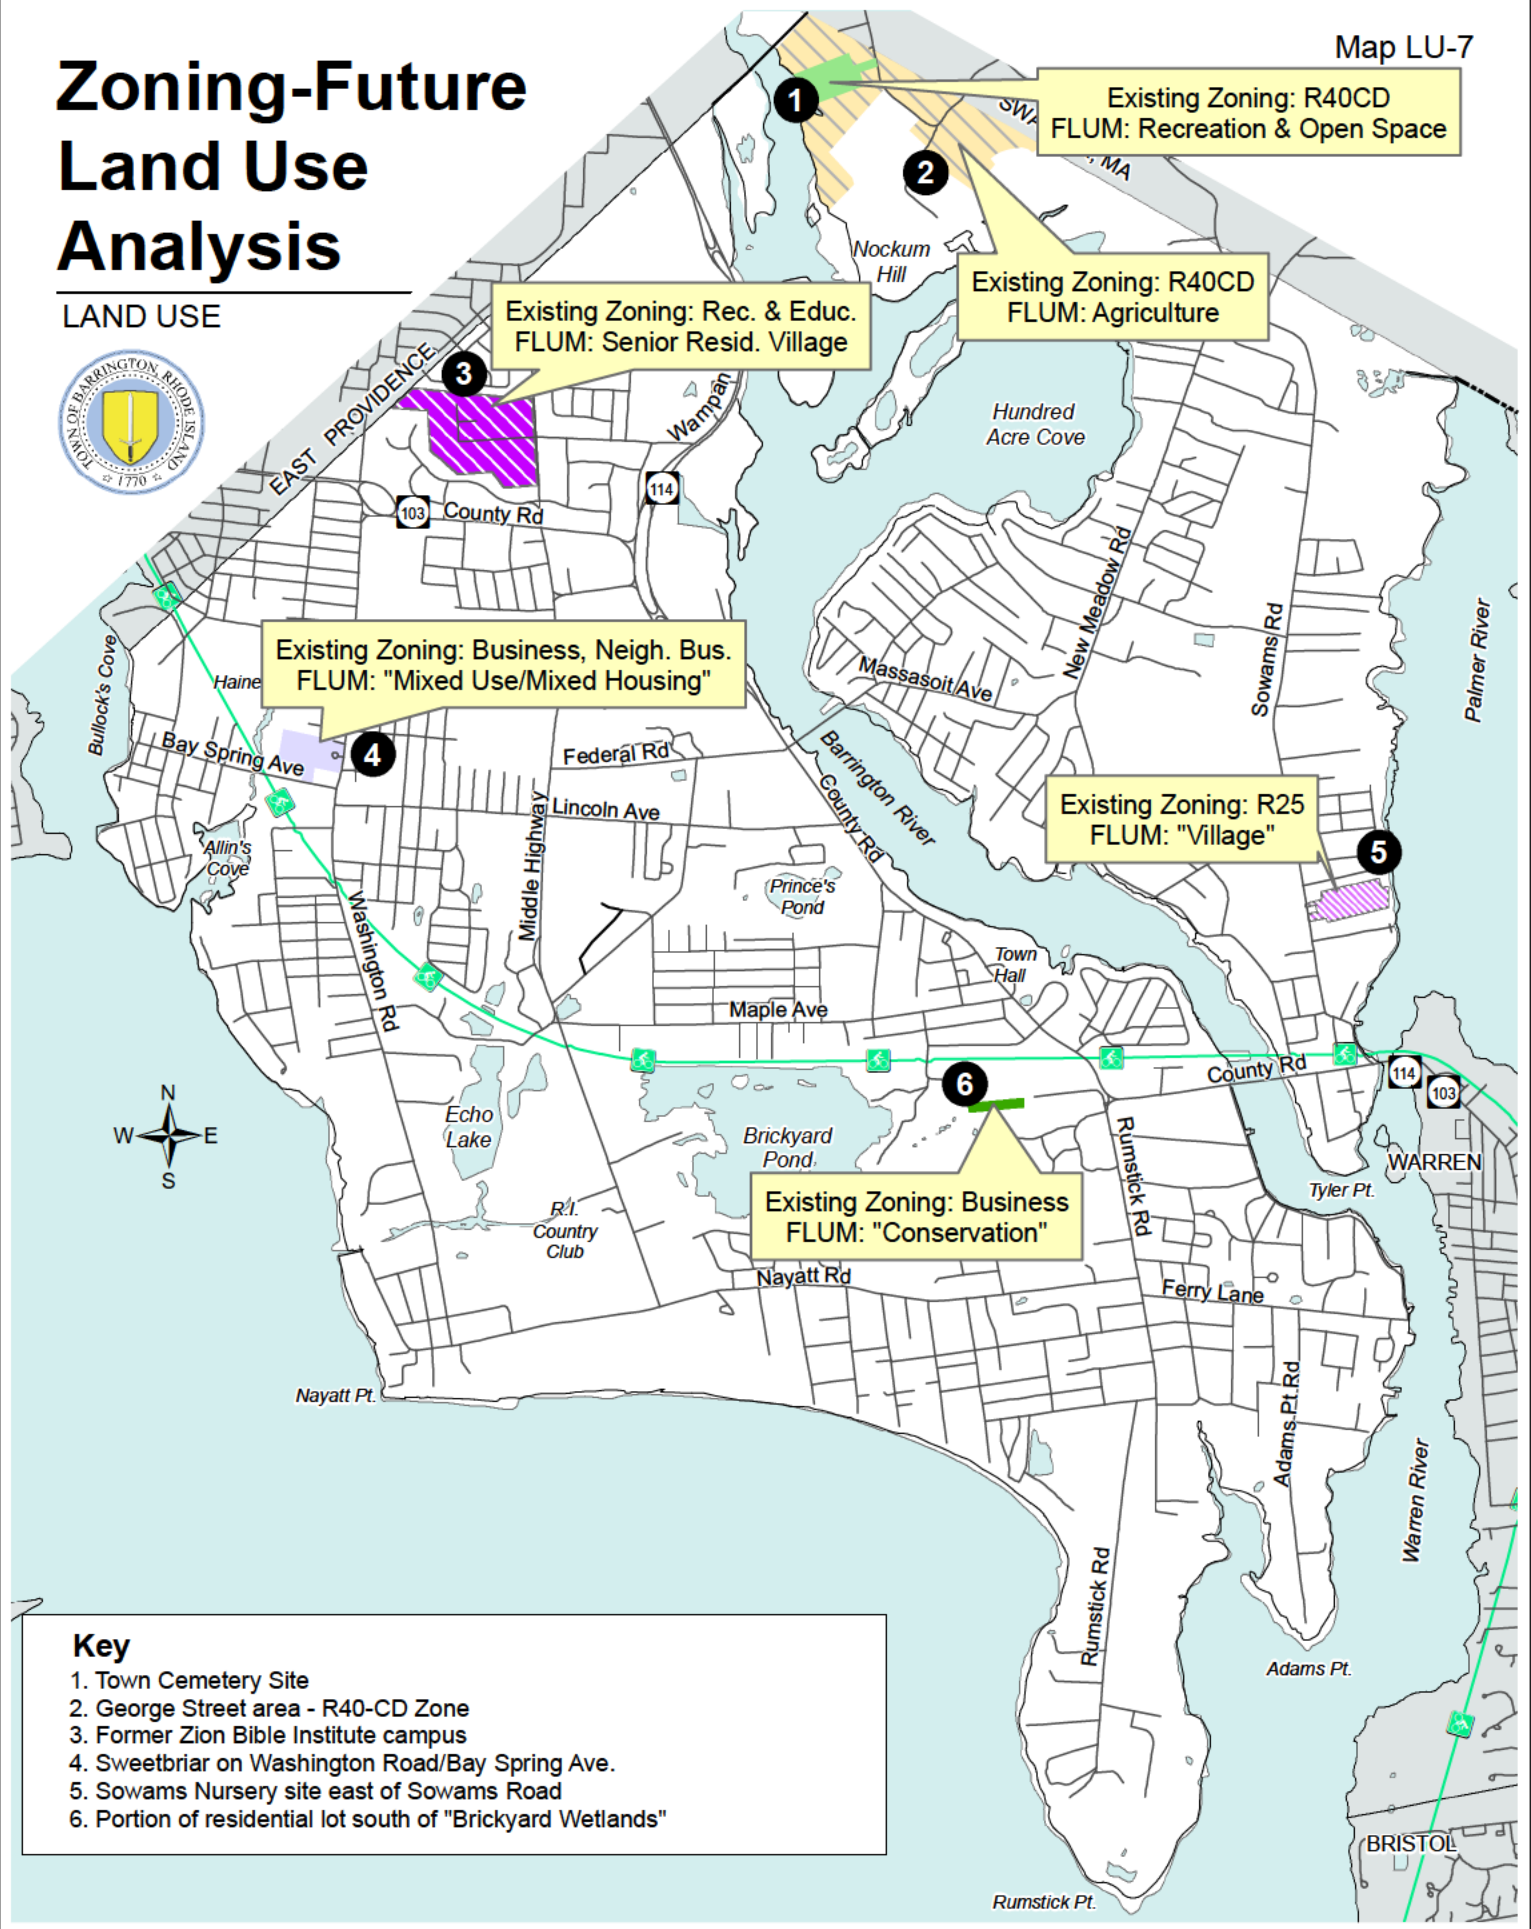 Map LU-7
Zoning-Future
Land Use
Analysis
LAND USE
TOWN OF BARRINGTON, RHODE ISLAND
1770
1
Existing Zoning: R40CD
FLUM: Recreation & Open Space
SWA
, MA
2
Nockum
Hill
Existing Zoning: R40CD
FLUM: Agriculture
Existing Zoning: Rec. & Educ.
FLUM: Senior Resid. Village
3
EAST PROVIDENCE
Wampan
Hundred
Acre Cove
114
103
County Rd
New Meadow Rd
Sowams Rd
Palmer River
Bullock's Cove
Existing Zoning: Business, Neigh. Bus.
FLUM: "Mixed Use/Mixed Housing"
Haine
Massasoit Ave
Bay Spring Ave
4
Federal Rd
Barrington River
County Rd
Lincoln Ave
Middle Highway
Existing Zoning: R25
FLUM: "Village"
5
Allin's
Cove
Prince's
Pond
Washington Rd
Town
Hall
Maple Ave
County Rd
114
103
6
N
W
E
S
Echo
Lake
Brickyard
Pond
Rumstick Rd
WARREN
Tyler Pt.
Existing Zoning: Business
FLUM: "Conservation"
R.I.
Country
Club
Nayatt Rd
Ferry Lane
Nayatt Pt.
Adams Pt.Rd
Warren River
Rumstick Rd
Adams Pt.
Key
1. Town Cemetery Site
2. George Street area - R40-CD Zone
3. Former Zion Bible Institute campus
4. Sweetbriar on Washington Road/Bay Spring Ave.
5. Sowams Nursery site east of Sowams Road
6. Portion of residential lot south of "Brickyard Wetlands"
BRISTOL
Rumstick Pt.